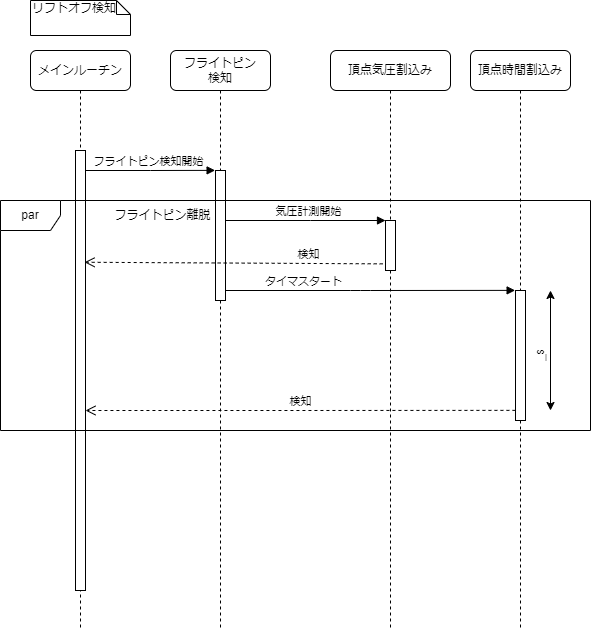 リフトオフ検知
メインルーチン
フライトピン
検知
頂点気圧割込み
頂点時間割込み
フライトピン検知開始
par
フライトピン離脱
気圧計測開始
検知
タイマスタート
_s
検知